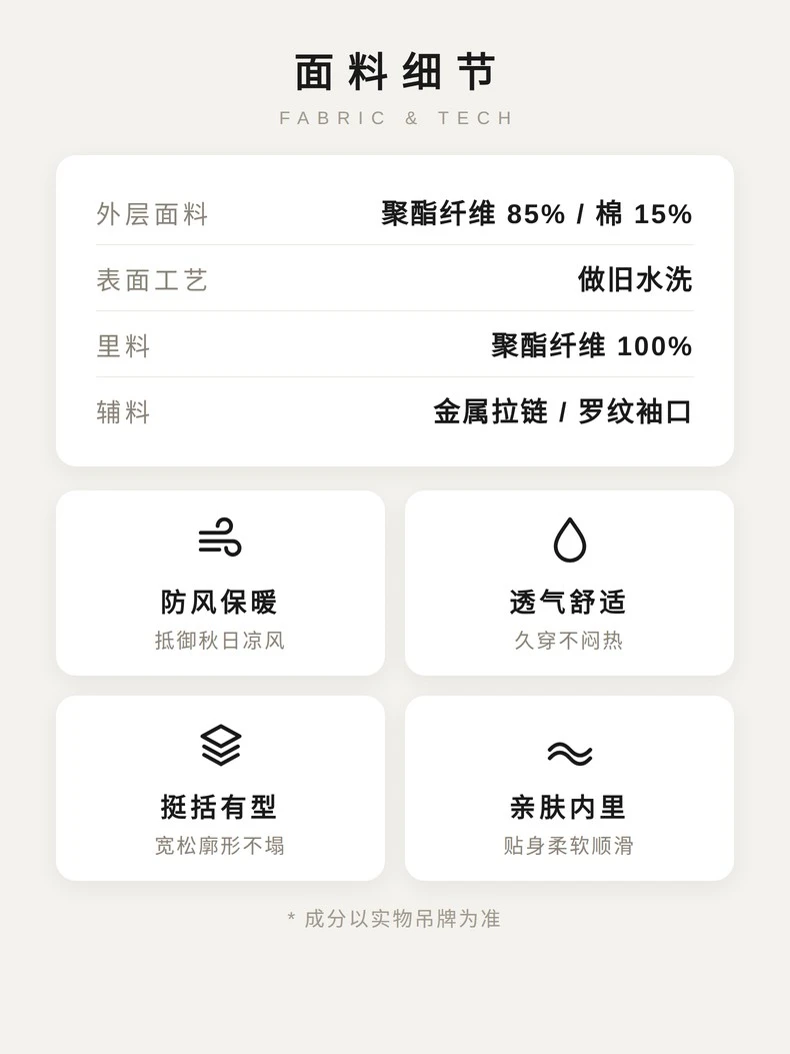 面料细节
FABRIC & TECH
外层面料 聚酯纤维 85% / 棉 15%
表面工艺 做旧水洗
里料 聚酯纤维 100%
辅料 金属拉链 / 罗纹袖口
防风保暖
抵御秋日凉风
透气舒适
久穿不闷热
挺括有型
宽松廓形不塌
亲肤内里
贴身柔软顺滑
* 成分以实物吊牌为准